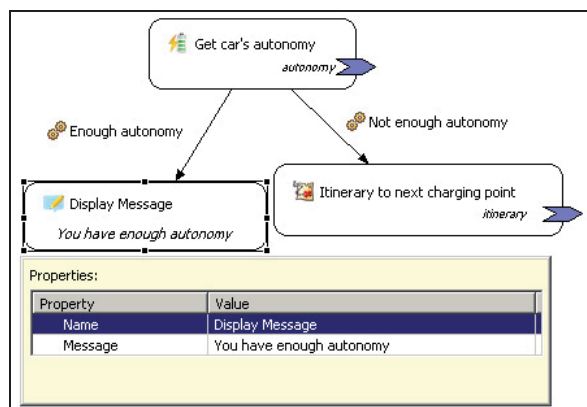 Get car's autonomy
autonomy
Enough autonomy
Not enough autonomy
Display Message
You have enough autonomy
Itinerary to next charging point
itinerary
Properties:
Property Value
Name Display Message
Message You have enough autonomy